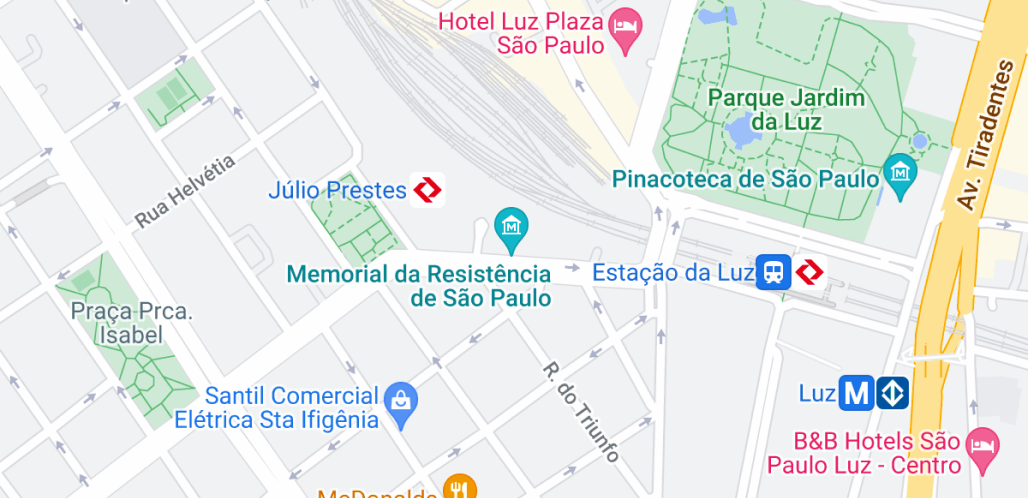 Hotel Luz Plaza
São Paulo
Parque Jardim
da Luz
Av. Tiradentes
Rua Helvétia
Júlio Prestes
Pinacoteca de São Paulo
M
M
Memorial da Resistência
de São Paulo
Estação da Luz
Praça Prca.
Isabel
Santil Comercial
Elétrica Sta Ifigênia
R. do Triunfo
Luz M
B&B Hotels São
Paulo Luz - Centro
McDonalds